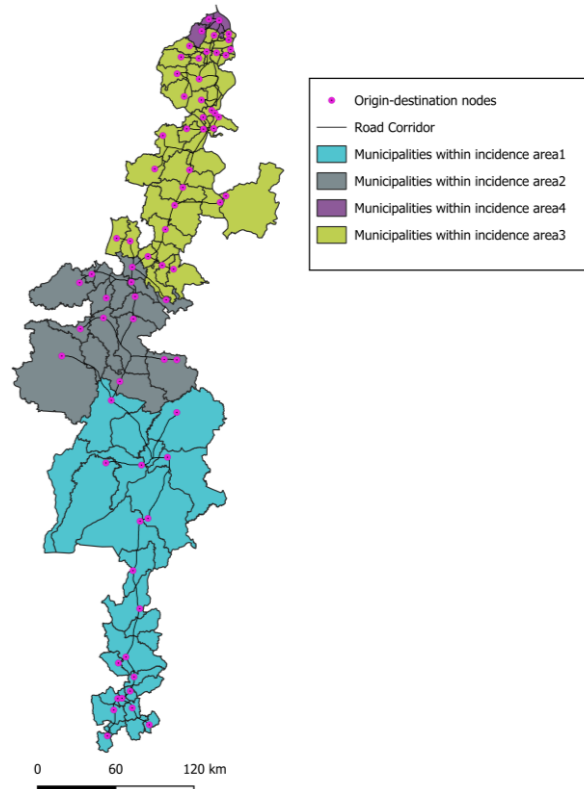 Origin-destination nodes
Road Corridor
Municipalities within incidence area1
Municipalities within incidence area2
Municipalities within incidence area4
Municipalities within incidence area3
0 60 120 km